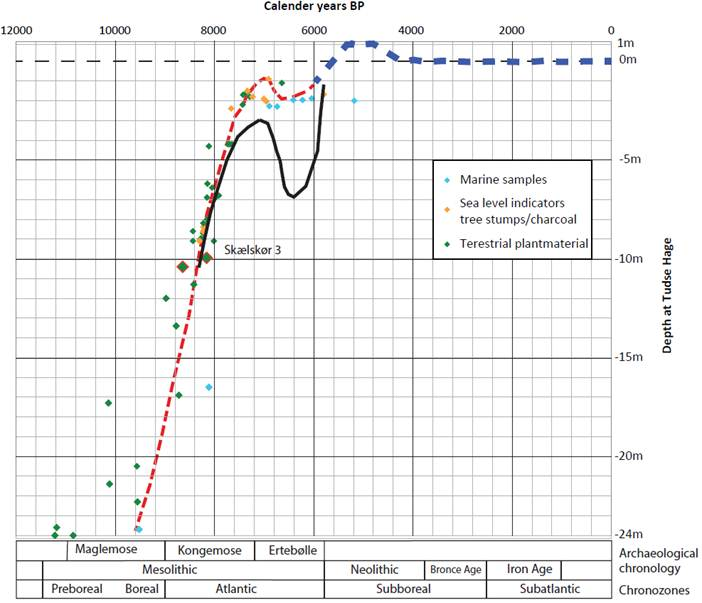 Calender years BP
12000 10000 8000 6000 4000 2000 0
1m
0m
-5m
Marine samples
Sea level indicators
tree stumps/charcoal
Terestrial plantmaterial
Skælskør 3
-10m
Depth at Tudse Hage
-15m
-20m
-24m
Maglemose Kongemose Ertebølle
Archaeological
chronology
Mesolithic Neolithic Bronce Age Iron Age
Preboreal Boreal Atlantic Subboreal Subatlantic Chronozones